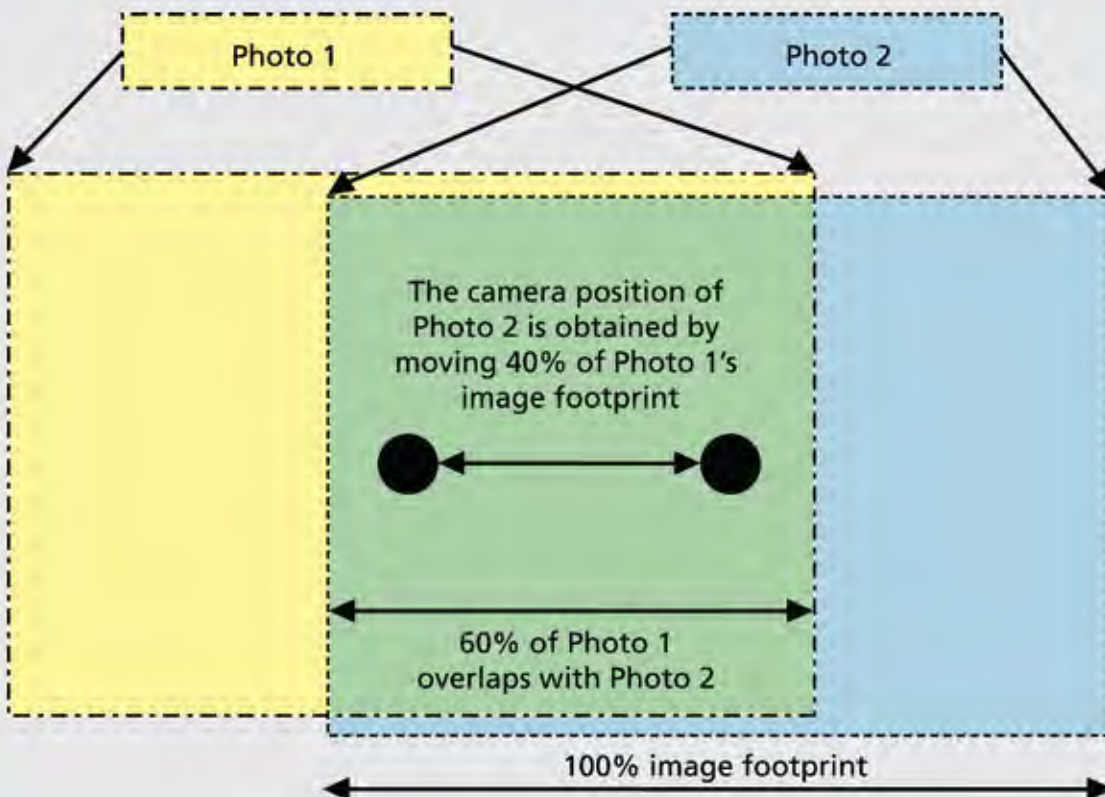 Photo 1
Photo 2
The camera position of
Photo 2 is obtained by
moving 40% of Photo 1's
image footprint
60% of Photo 1
overlaps with Photo 2
100% image footprint